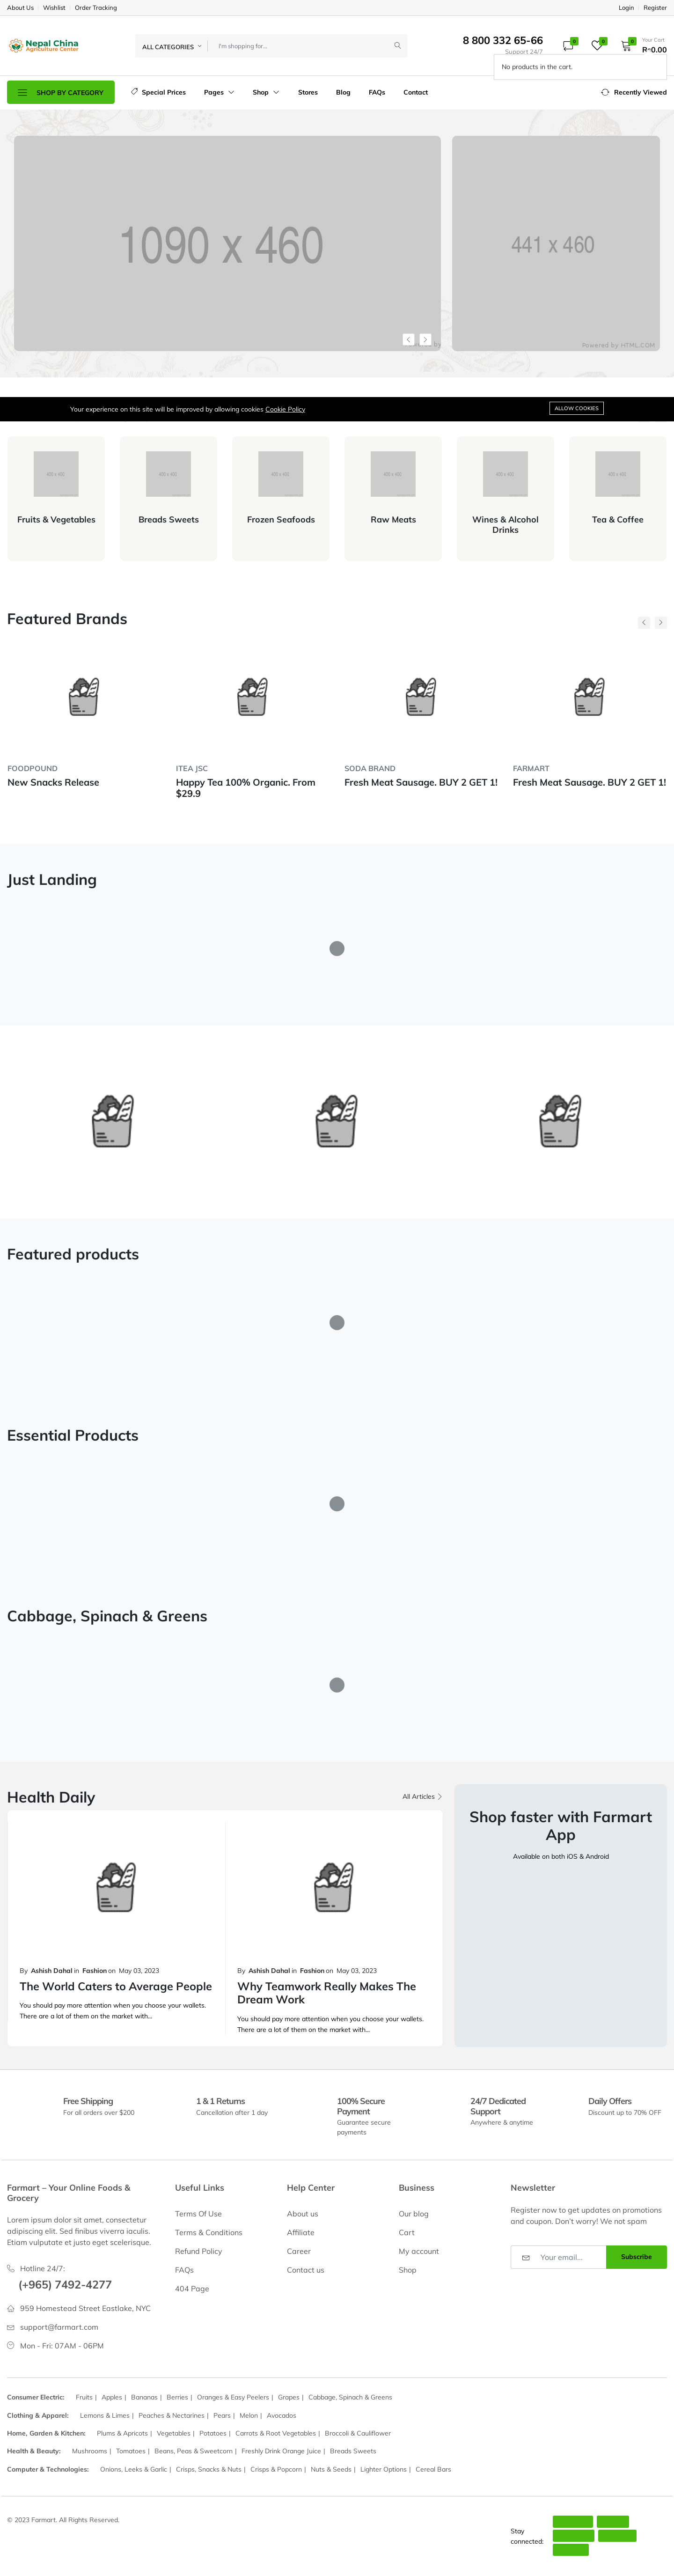 About Us Wishlist Order Tracking Login Register
Nepal China
Agriculture Center
ALL CATEGORIES I'm shopping for...
8 800 332 65-66
Support 24/7
0 0 0
Your Cart
No products in the cart.
SHOP BY CATEGORY Special Prices Pages Shop Stores Blog FAQs Contact Recently Viewed
1090 x 460
441 x 460
Powered by HTML.COM
Your experience on this site will be improved by allowing cookies Cookie Policy ALLOW COOKIES
Fruits & Vegetables
Breads Sweets
Frozen Seafoods
Raw Meats
Wines & Alcohol
Drinks
Tea & Coffee
Featured Brands
FOODPOUND
New Snacks Release
ITEA JSC
Happy Tea 100% Organic. From
$29.9
SODA BRAND
Fresh Meat Sausage. BUY 2 GET 1!
FARMART
Fresh Meat Sausage. BUY 2 GET 1!
Just Landing
Featured products
Essential Products
Cabbage, Spinach & Greens
Health Daily
All Articles
By Ashish Dahal in Fashion on May 03, 2023
The World Caters to Average People
You should pay more attention when you choose your wallets.
There are a lot of them on the market with...
By Ashish Dahal in Fashion on May 03, 2023
Why Teamwork Really Makes The
Dream Work
You should pay more attention when you choose your wallets.
There are a lot of them on the market with...
Shop faster with Farmart
App
Available on both iOS & Android
Free Shipping
For all orders over $200
1 & 1 Returns
Cancellation after 1 day
100% Secure
Payment
Guarantee secure
payments
24/7 Dedicated
Support
Anywhere & anytime
Daily Offers
Discount up to 70% OFF
Farmart – Your Online Foods &
Grocery
Lorem ipsum dolor sit amet, consectetur
adipisicing elit. Sed finibus viverra iaculis.
Etiam vulputate et justo eget scelerisque.
Hotline 24/7:
(+965) 7492-4277
959 Homestead Street Eastlake, NYC
support@farmart.com
Mon - Fri: 07AM - 06PM
Useful Links
Terms Of Use
Terms & Conditions
Refund Policy
FAQs
404 Page
Help Center
About us
Affiliate
Career
Contact us
Business
Our blog
Cart
My account
Shop
Newsletter
Register now to get updates on promotions
and coupon. Don't worry! We not spam
Your email... Subscribe
Consumer Electric: Fruits | Apples | Bananas | Berries | Oranges & Easy Peelers | Grapes | Cabbage, Spinach & Greens
Clothing & Apparel: Lemons & Limes | Peaches & Nectarines | Pears | Melon | Avocados
Home, Garden & Kitchen: Plums & Apricots | Vegetables | Potatoes | Carrots & Root Vegetables | Broccoli & Cauliflower
Health & Beauty: Mushrooms | Tomatoes | Beans, Peas & Sweetcorn | Freshly Drink Orange Juice | Breads Sweets
Computer & Technologies: Onions, Leeks & Garlic | Crisps, Snacks & Nuts | Crisps & Popcorn | Nuts & Seeds | Lighter Options | Cereal Bars
© 2023 Farmart. All Rights Reserved.
Stay
connected: